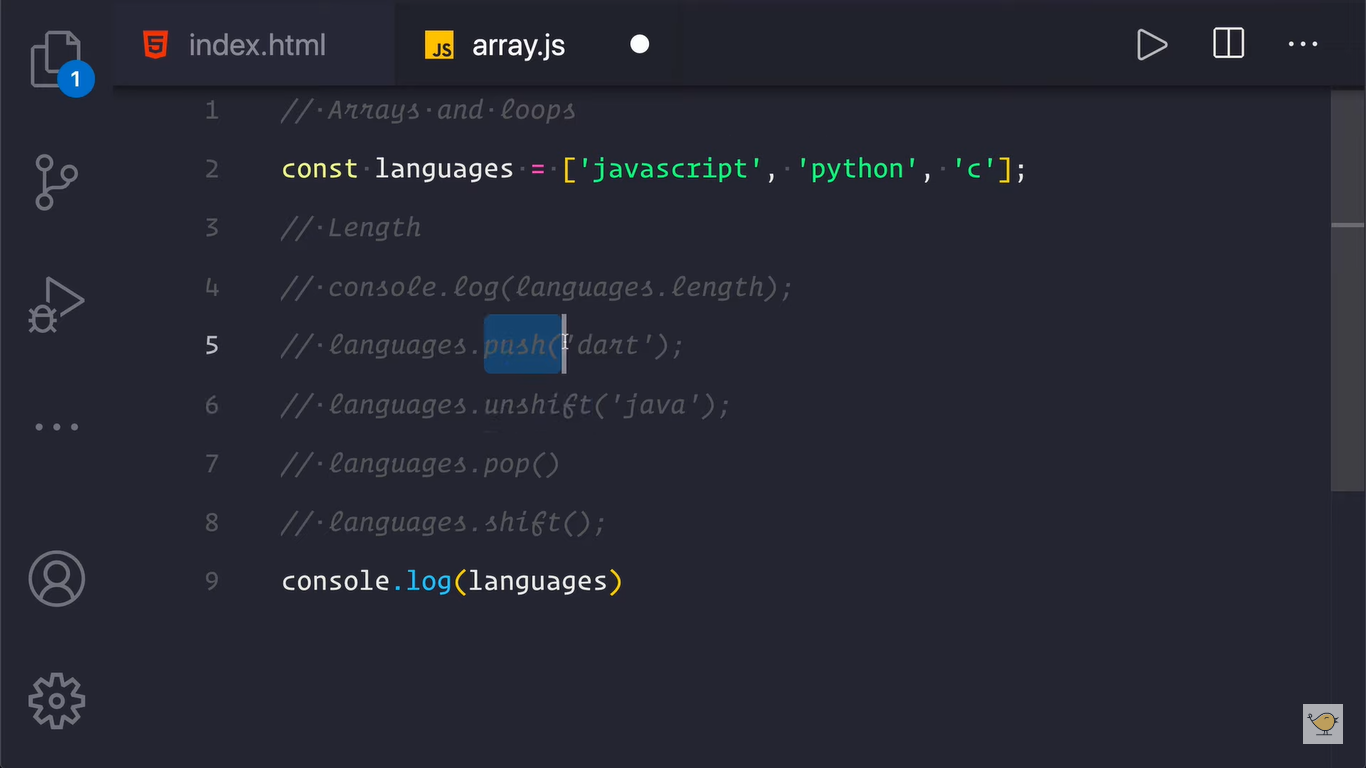 index.html
array.js
1
1 // Arrays and loops
2 const languages = ['javascript', 'python', 'c'];
3 // Length
4 // console.log(languages.length);
5 // languages.push('dart');
6 // languages.unshift('java');
7 // languages.pop()
8 // languages.shift();
9 console.log(languages)